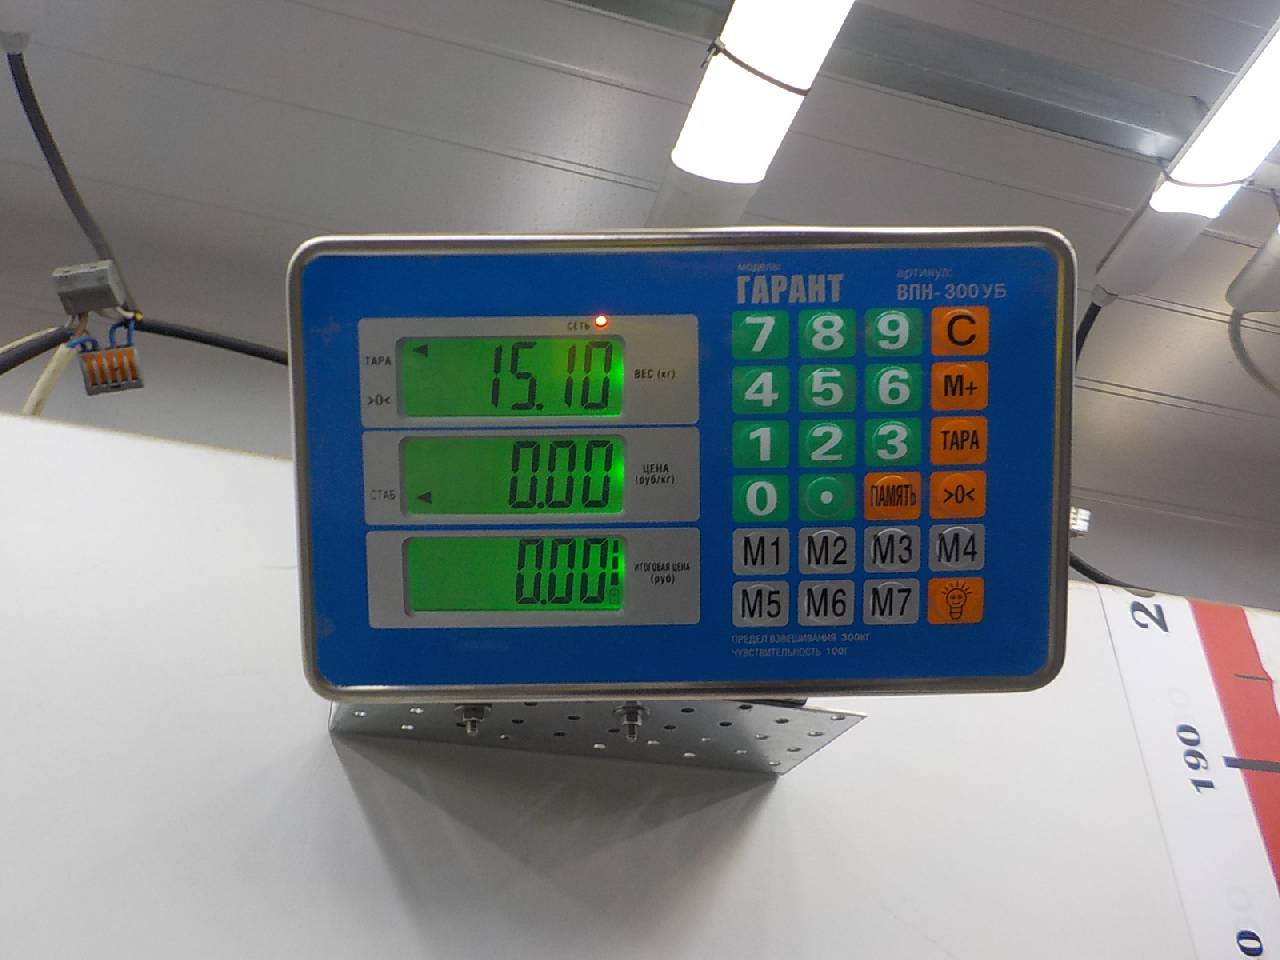 модель:
ГАРАНТ
артикул:
ВПН-300УБ
СЕТЬ
ТАРА
>0<
15.10
ВЕС (кг)
СТАБ
0.00
ЦЕНА
(руб/кг)
0.00
ИТОГОВАЯ ЦЕНА
(руб)
7 8 9 C
4 5 6 M+
1 2 3 ТАРА
0 . ПАМЯТЬ >0<
M1 M2 M3 M4
M5 M6 M7
ПРЕДЕЛ ВЗВЕШИВАНИЯ 300КГ
ЧУВСТВИТЕЛЬНОСТЬ 100Г
2
190
0